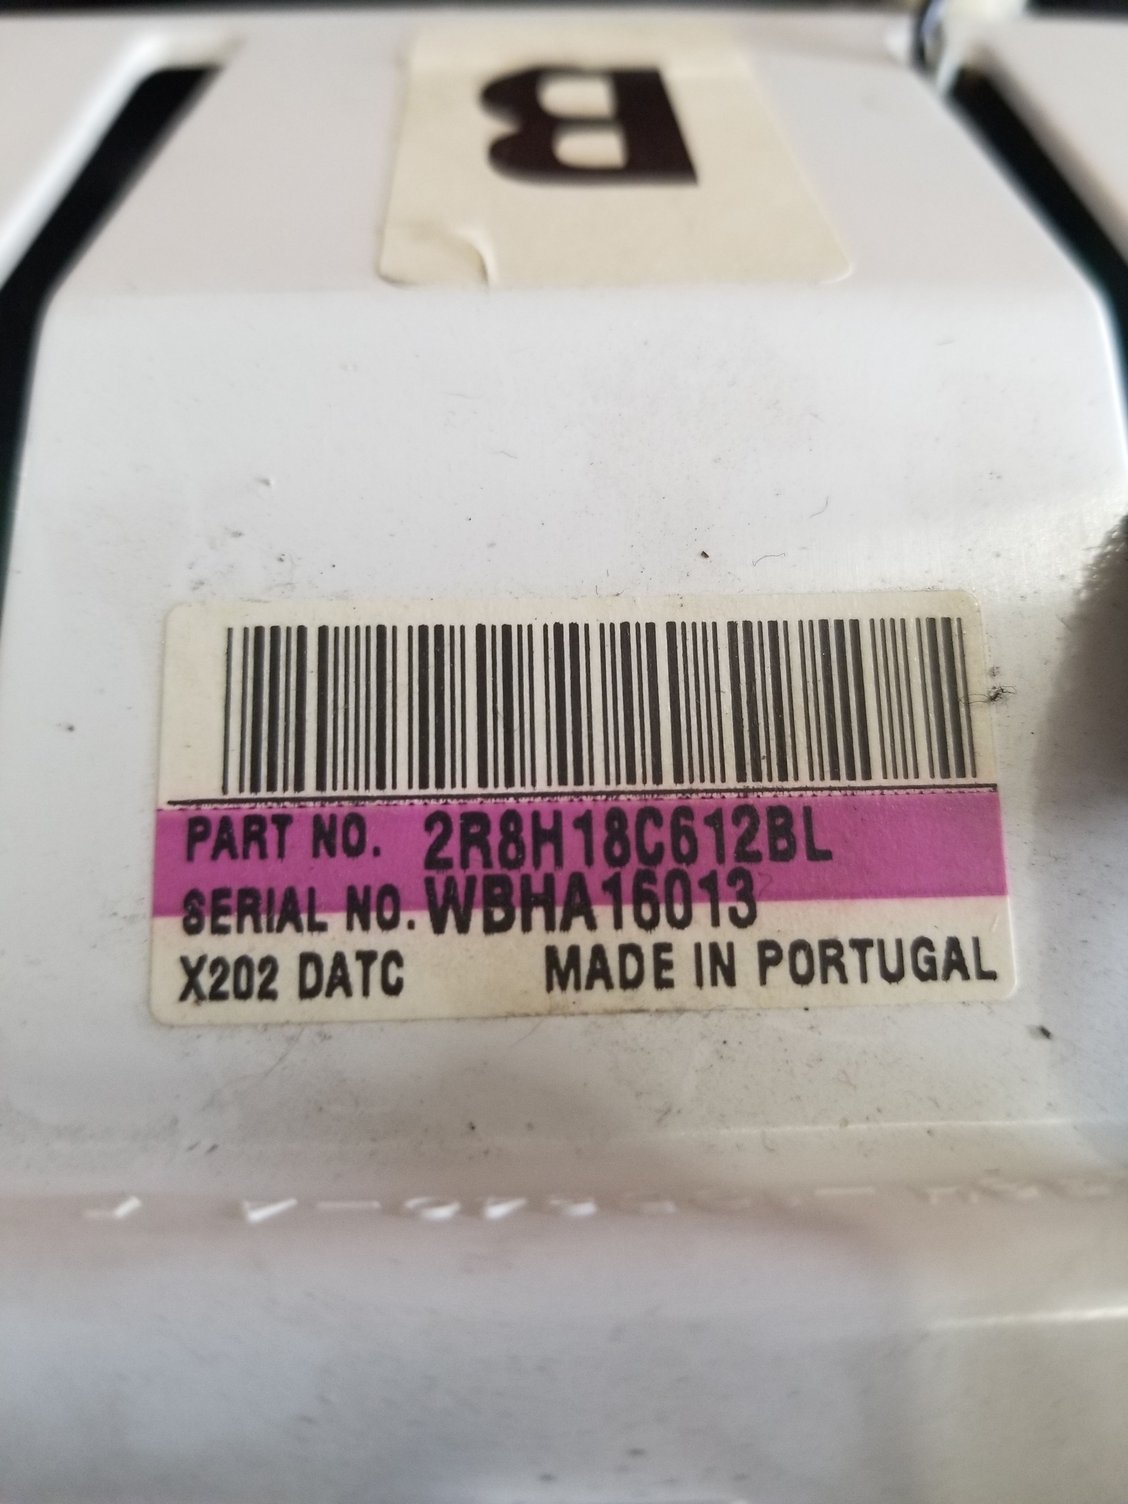 B
PART NO. 2R8H18C612BL
SERIAL NO. WBHA16013
X202 DATC MADE IN PORTUGAL